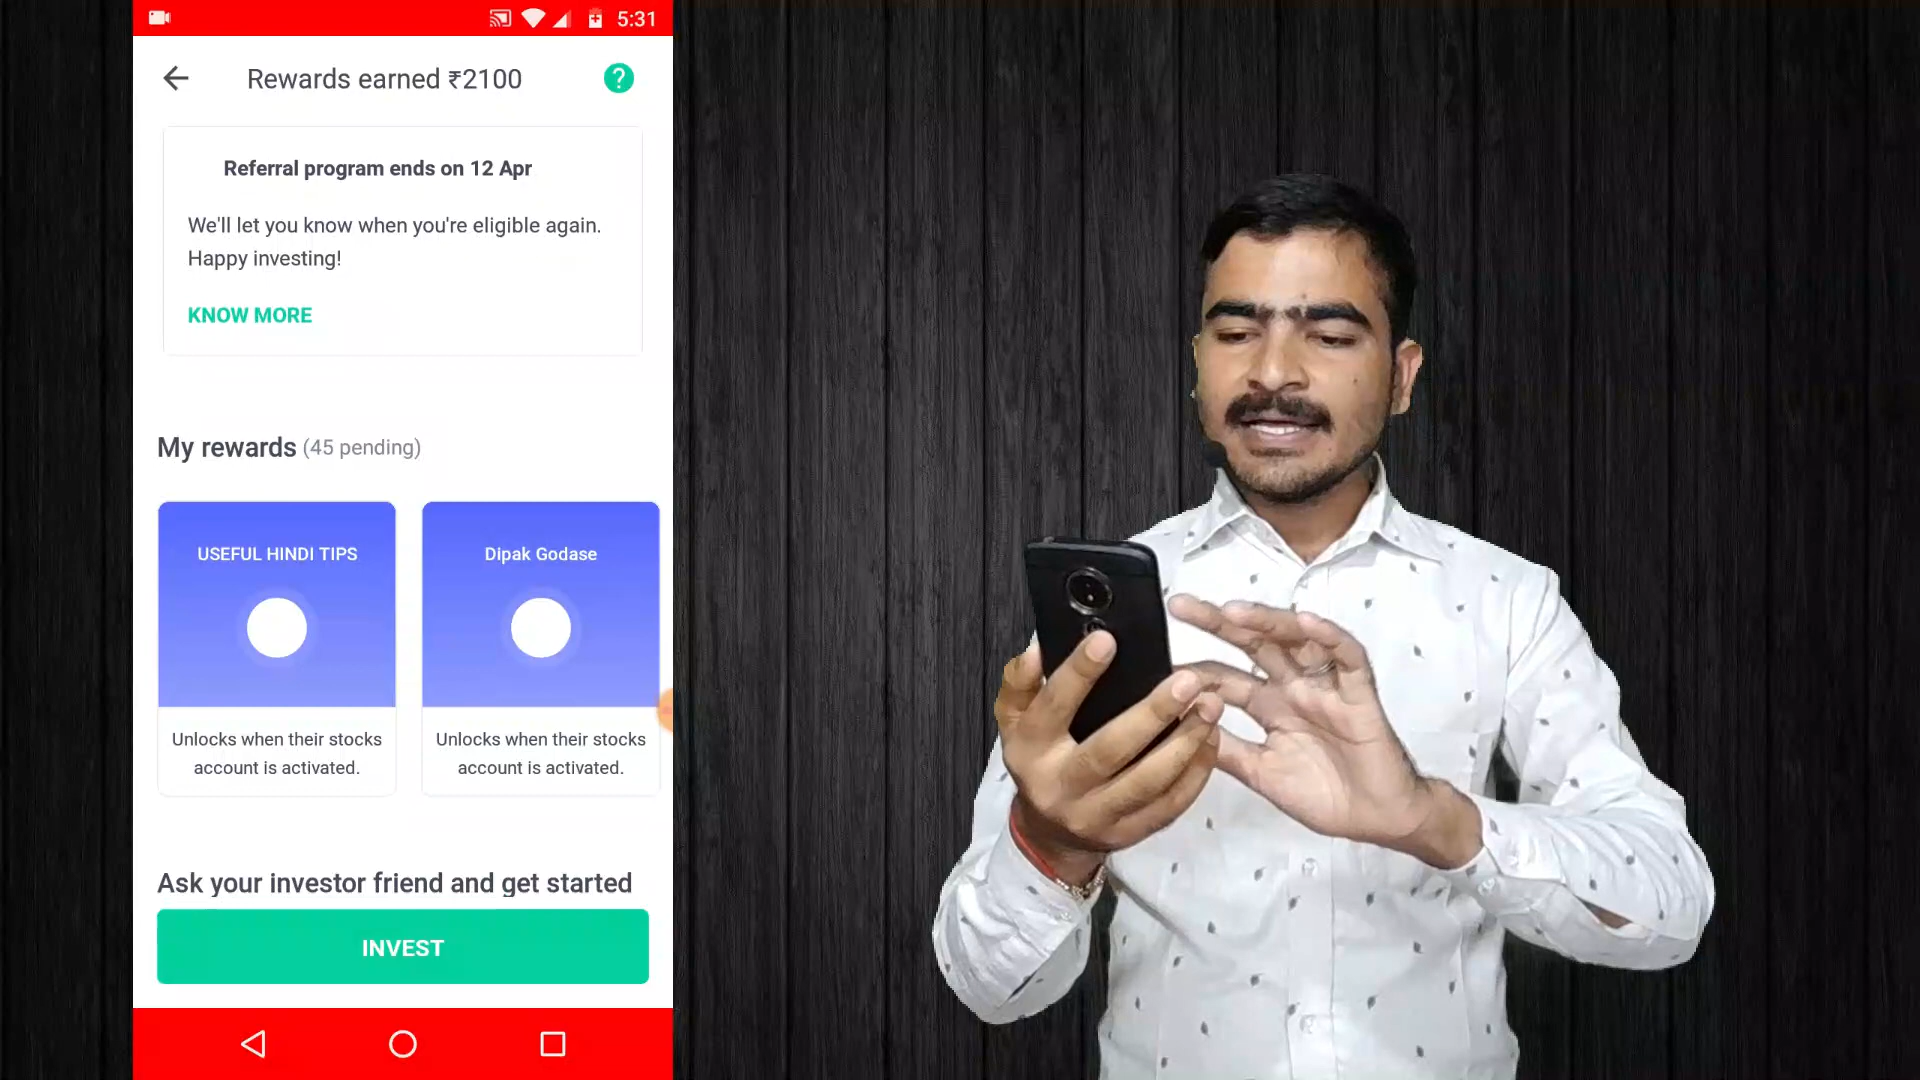 5:31
Rewards earned ₹2100
?
Referral program ends on 12 Apr
We'll let you know when you're eligible again.
Happy investing!
KNOW MORE
My rewards (45 pending)
USEFUL HINDI TIPS
Unlocks when their stocks
account is activated.
Dipak Godase
Unlocks when their stocks
account is activated.
Ask your investor friend and get started
INVEST